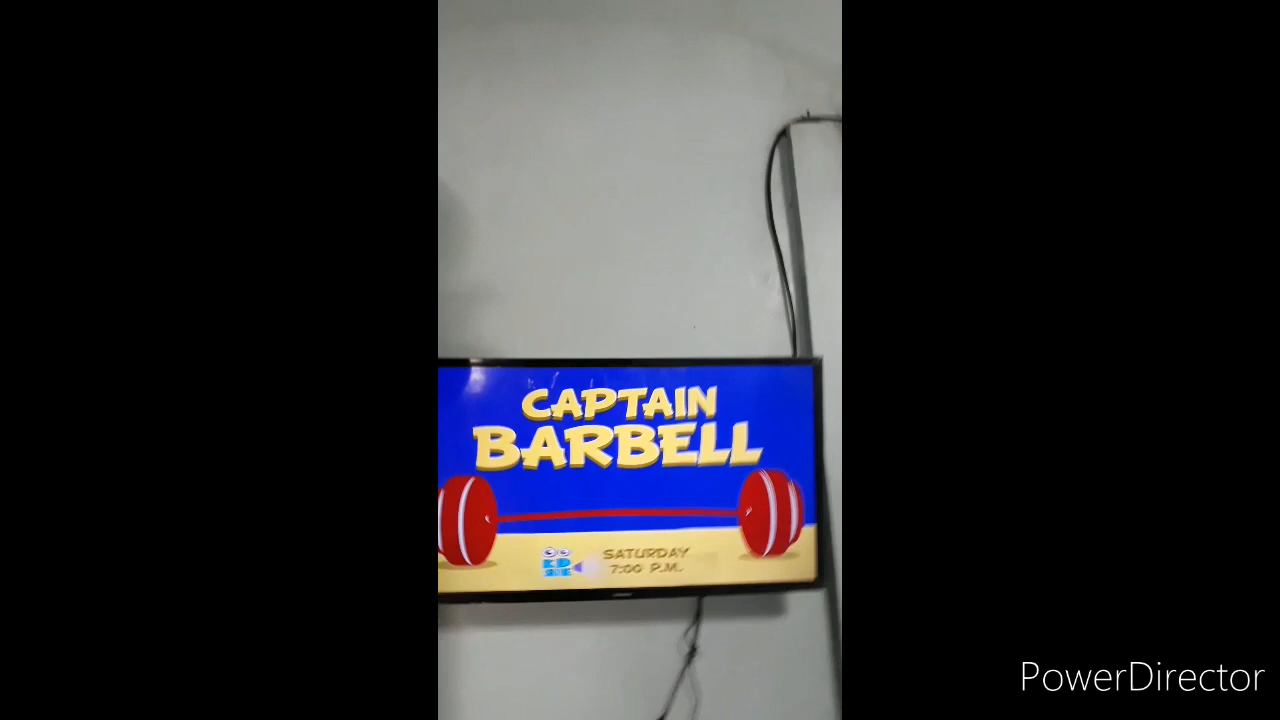 CAPTAIN
BARBELL
SATURDAY
7:00 P.M.
PowerDirector